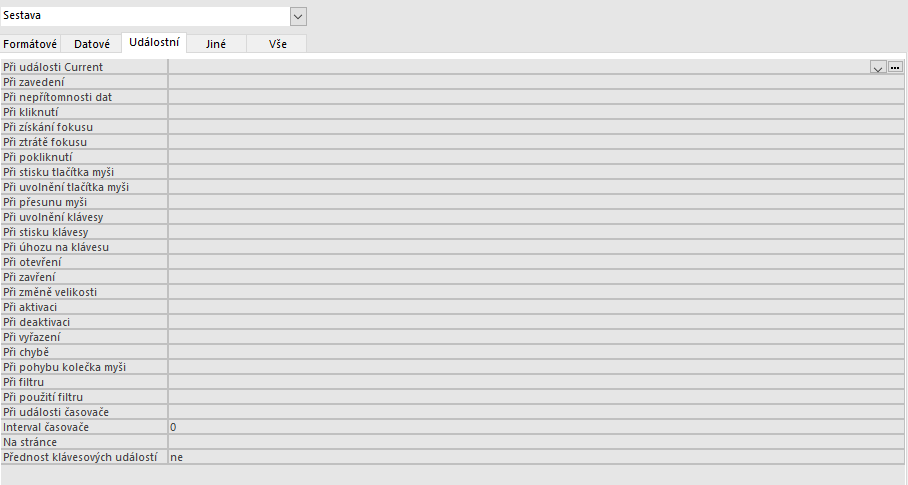 Sestava
Formátové Datové Událostní Jiné Vše
Při události Current
Při zavedení
Při nepřítomnosti dat
Při kliknutí
Při získání fokusu
Při ztrátě fokusu
Při pokliknutí
Při stisku tlačítka myši
Při uvolnění tlačítka myši
Při přesunu myši
Při uvolnění klávesy
Při stisku klávesy
Při úhozu na klávesu
Při otevření
Při zavření
Při změně velikosti
Při aktivaci
Při deaktivaci
Při vyřazení
Při chybě
Při pohybu kolečka myši
Při filtru
Při použití filtru
Při události časovače
Interval časovače 0
Na stránce
Přednost klávesových událostí ne